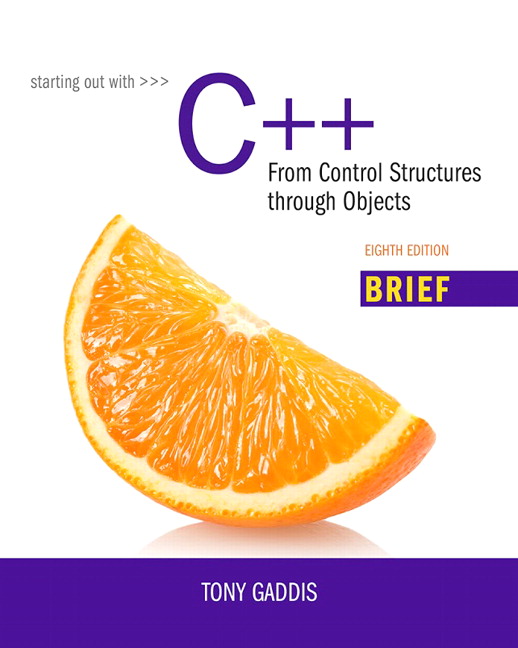 starting out with >>>
C++
From Control Structures
through Objects
EIGHTH EDITION
BRIEF
TONY GADDIS